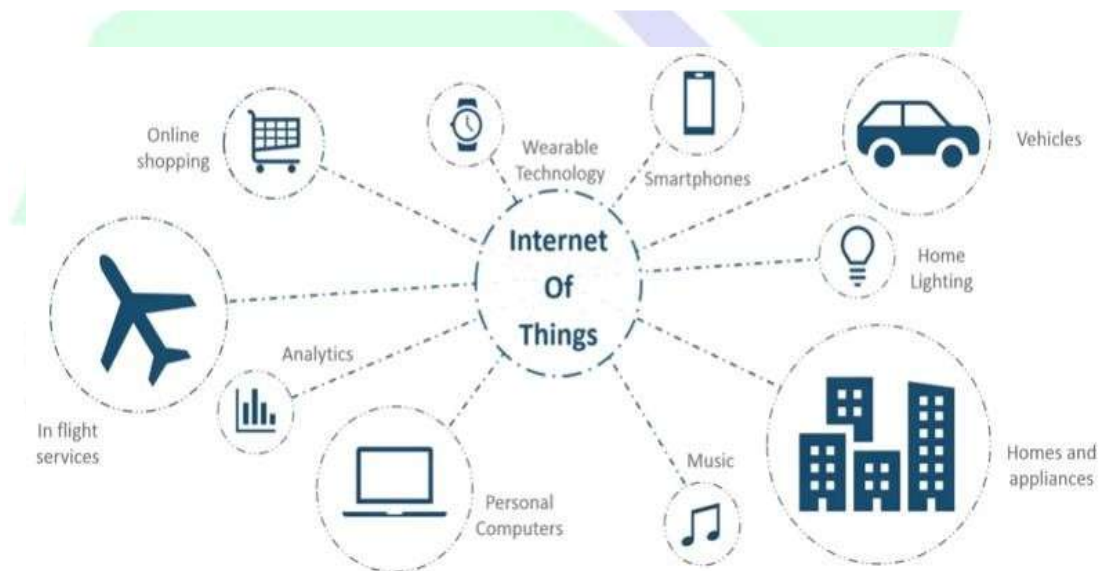 Online
shopping
Wearable
Technology
Smartphones
Vehicles
Internet
Of
Things
Home
Lighting
Analytics
In flight
services
Personal
Computers
Music
Homes and
appliances